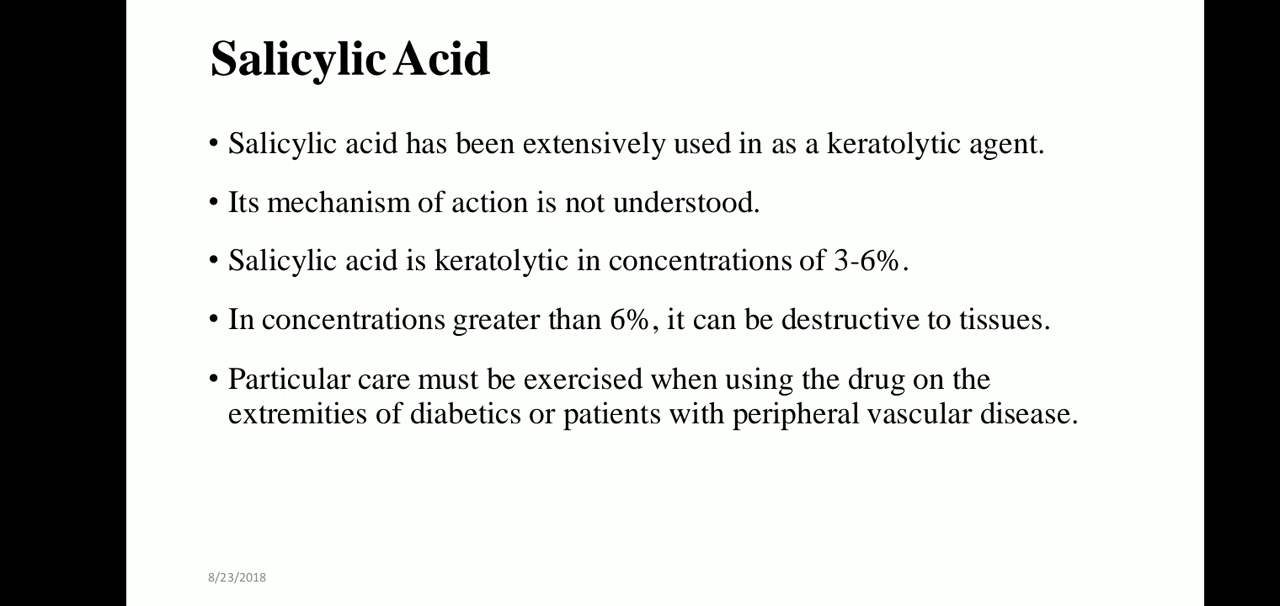 Salicylic Acid
• Salicylic acid has been extensively used in as a keratolytic agent.
• Its mechanism of action is not understood.
• Salicylic acid is keratolytic in concentrations of 3-6%.
• In concentrations greater than 6%, it can be destructive to tissues.
• Particular care must be exercised when using the drug on the
extremities of diabetics or patients with peripheral vascular disease.
8/23/2018